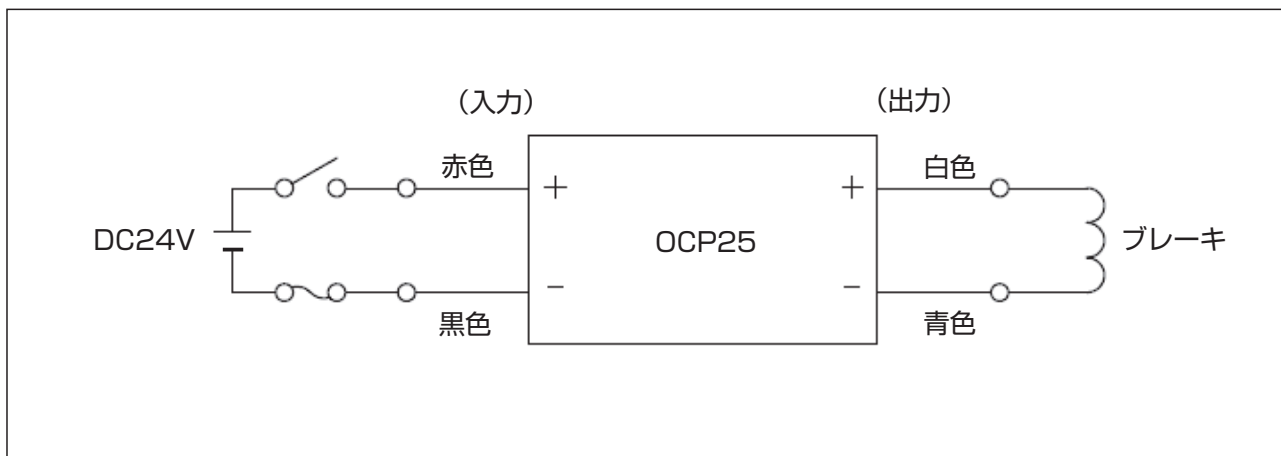 (入力)
(出力)
赤色
白色
+
+
DC24V
OCP25
ブレーキ
−
−
黒色
青色